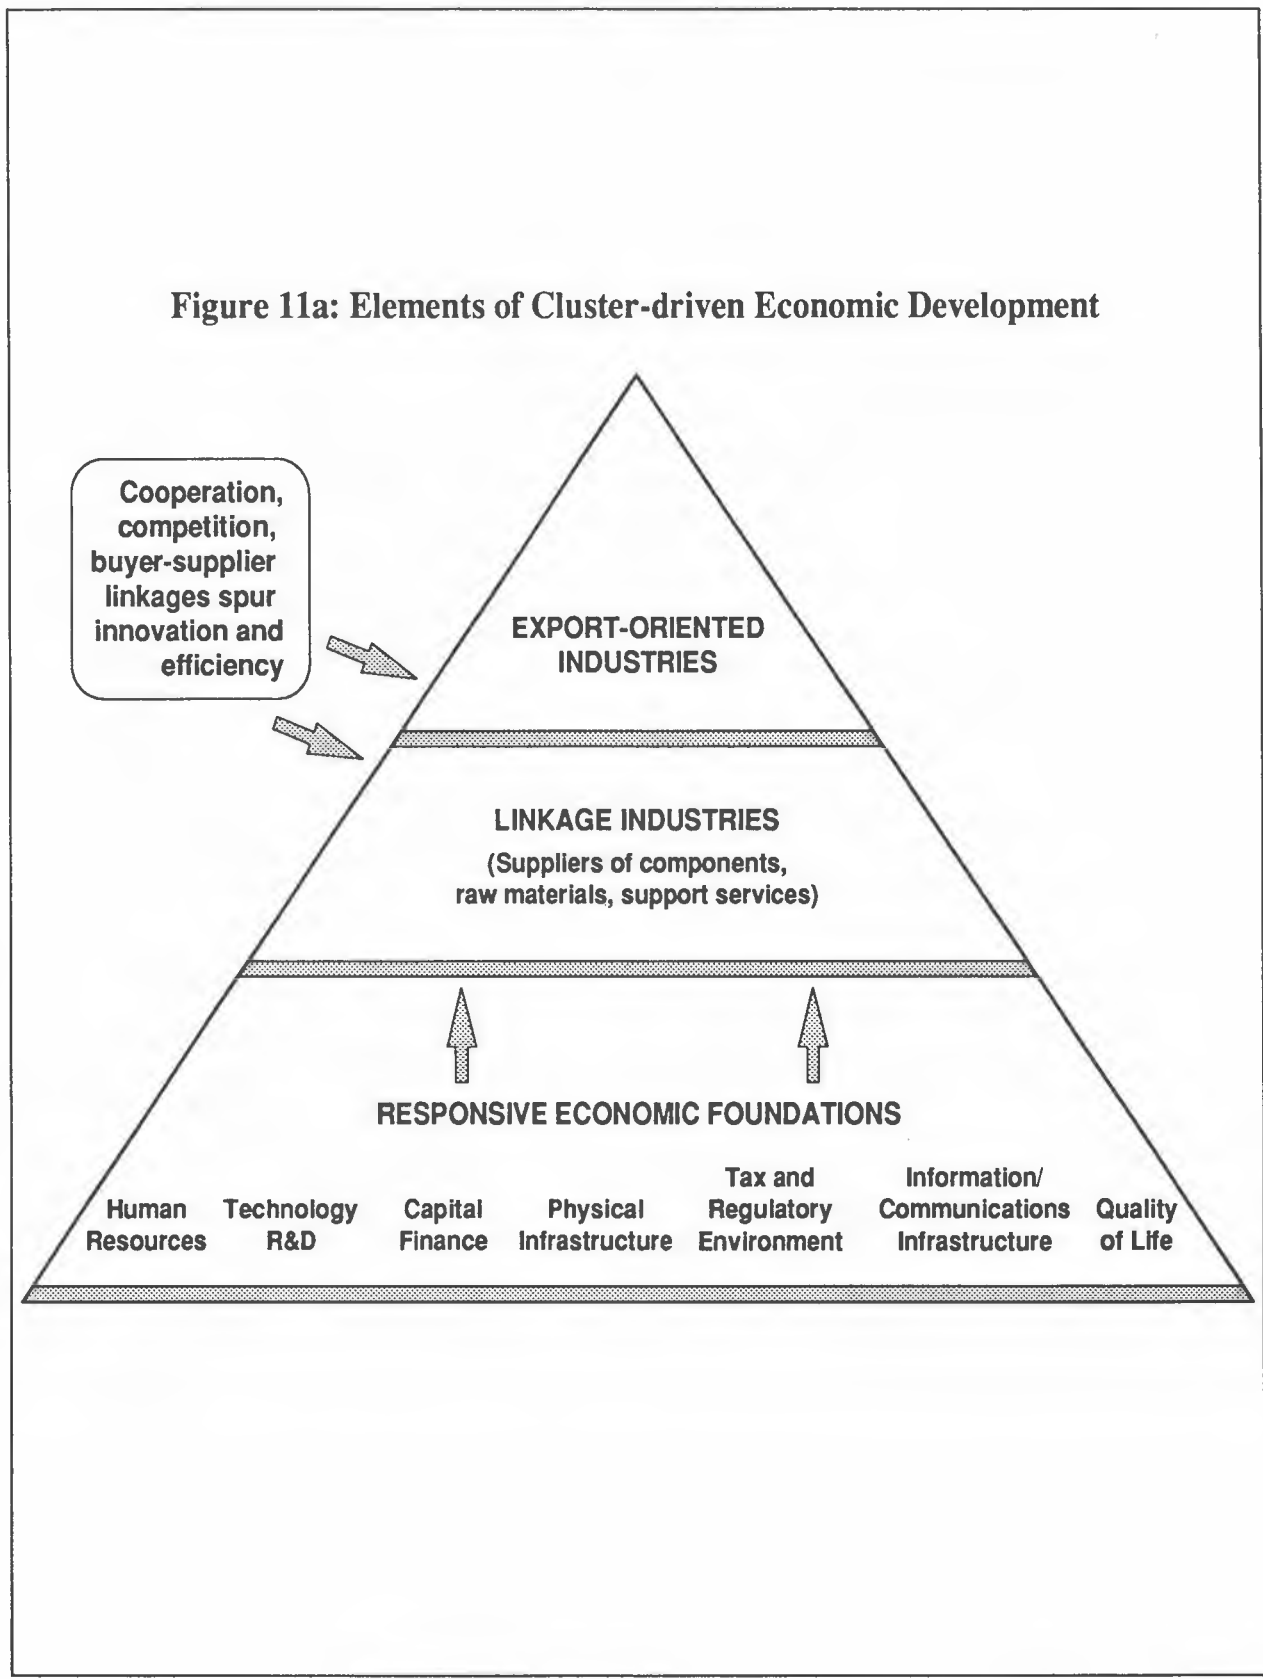 Figure 11a: Elements of Cluster-driven Economic Development
Cooperation,
competition,
buyer-supplier
linkages spur
innovation and
efficiency
EXPORT-ORIENTED
INDUSTRIES
LINKAGE INDUSTRIES
(Suppliers of components,
raw materials, support services)
RESPONSIVE ECONOMIC FOUNDATIONS
Human
Resources
Technology
R&D
Capital
Finance
Physical
Infrastructure
Tax and
Regulatory
Environment
Information/
Communications
Infrastructure
Quality
of Life